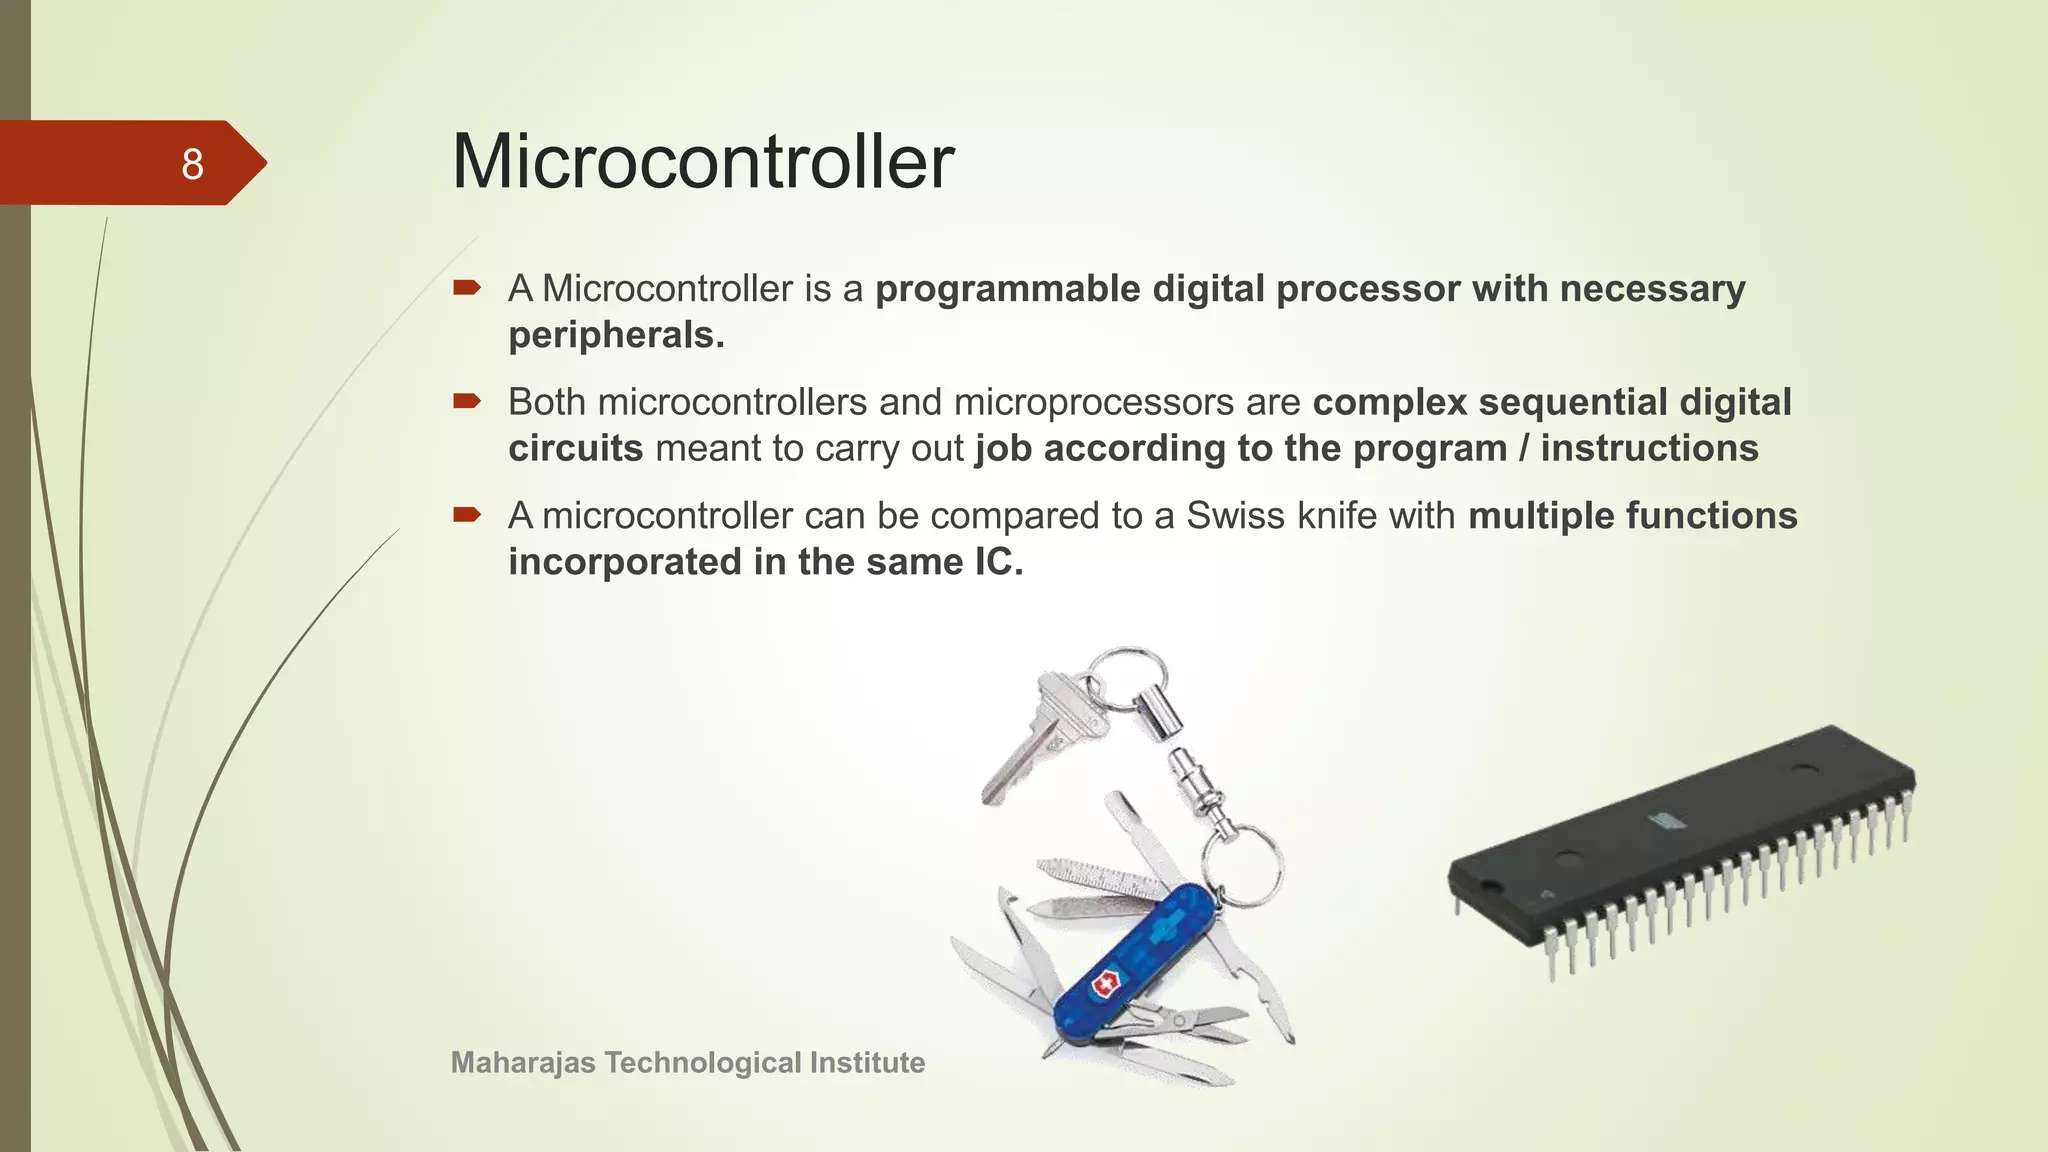 8
Microcontroller
A Microcontroller is a programmable digital processor with necessary
peripherals.
Both microcontrollers and microprocessors are complex sequential digital
circuits meant to carry out job according to the program / instructions
A microcontroller can be compared to a Swiss knife with multiple functions
incorporated in the same IC.
Maharajas Technological Institute